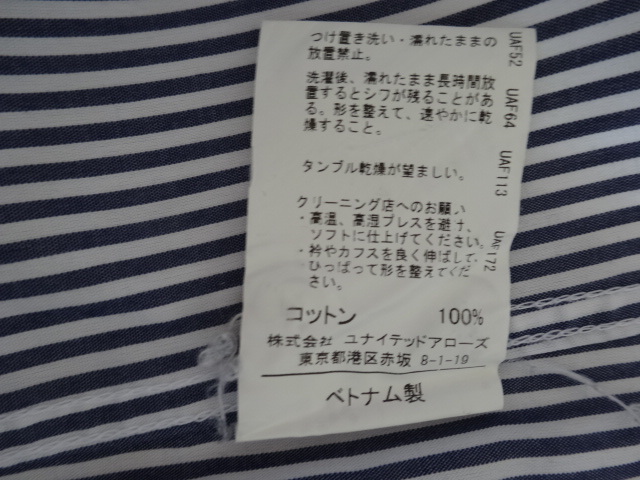 つけ置き洗い・濡れたままの
放置禁止。
洗濯後、濡れたまま長時間放
置するとシワが残ることがあ
る。形を整えて、速やかに乾
燥すること。
タンブル乾燥が望ましい。
クリーニング店へのお願い
・高温、高湿プレスを避け、
ソフトに仕上げてください。
・衿やカフスを良く伸ばして、
ひっぱって形を整えてくだ
さい。
コットン 100%
株式会社 ユナイテッドアローズ
東京都港区赤坂 8-1-19
ベトナム製
UAF52
UAF64
UAF113
UAF172